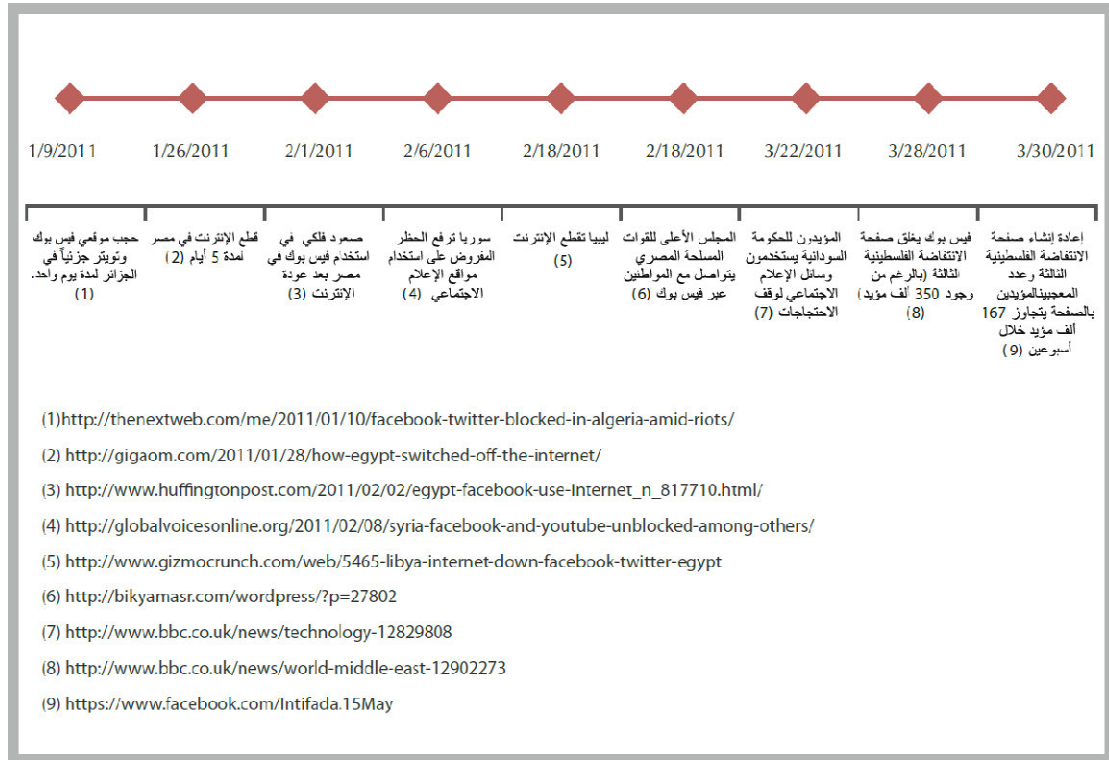 1/9/2011
1/26/2011
2/1/2011
2/6/2011
2/18/2011
2/18/2011
3/22/2011
3/28/2011
3/30/2011
حجب موقعي فيس بوك
وتويتر جزئياً في
الجزائر لمدة يوم واحد.
(1)
قطع الإنترنت في مصر
لمدة 5 أيام (2)
صعود فلكي في
استخدام فيس بوك في
مصر بعد عودة
الإنترنت (3)
سوريا ترفع الحظر
المفروض على استخدام
مواقع الإعلام
الاجتماعي (4)
ليبيا تقطع الإنترنت
(5)
المجلس الأعلى للقوات
المسلحة المصري
يتواصل مع المواطنين
عبر فيس بوك (6)
المؤيدون للحكومة
السودانية يستخدمون
وسائل الإعلام
الاجتماعي لوقف
الاحتجاجات (7)
فيس بوك يغلق صفحة
الانتفاضة الفلسطينية
الثالثة (بالرغم من
وجود 350 ألف مؤيد)
(8)
إعادة إنشاء صفحة
الانتفاضة الفلسطينية
الثالثة وعدد
المعجبينالمؤيدين
بالصفحة يتجاوز 167
ألف مؤيد خلال
أسبوعين (9)
(1)http://thenextweb.com/me/2011/01/10/facebook-twitter-blocked-in-algeria-amid-riots/
(2) http://gigaom.com/2011/01/28/how-egypt-switched-off-the-internet/
(3) http://www.huffingtonpost.com/2011/02/02/egypt-facebook-use-internet_n_817710.html/
(4) http://globalvoicesonline.org/2011/02/08/syria-facebook-and-youtube-unblocked-among-others/
(5) http://www.gizmocrunch.com/web/5465-libya-internet-down-facebook-twitter-egypt
(6) http://bikyamasr.com/wordpress/?p=27802
(7) http://www.bbc.co.uk/news/technology-12829808
(8) http://www.bbc.co.uk/news/world-middle-east-12902273
(9) https://www.facebook.com/Intifada.15May